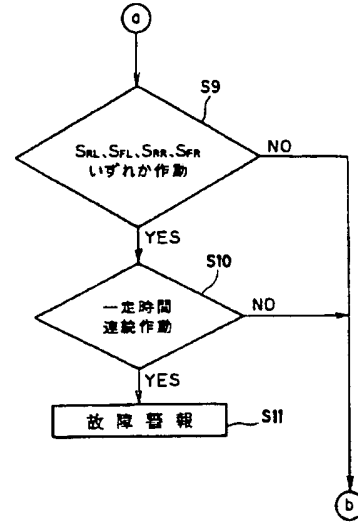 a
S9
SRL、SFL、SRR、SFR
いずれか作動
NO
YES
S10
一定時間
連続作動
NO
YES
故障警報
S11
b